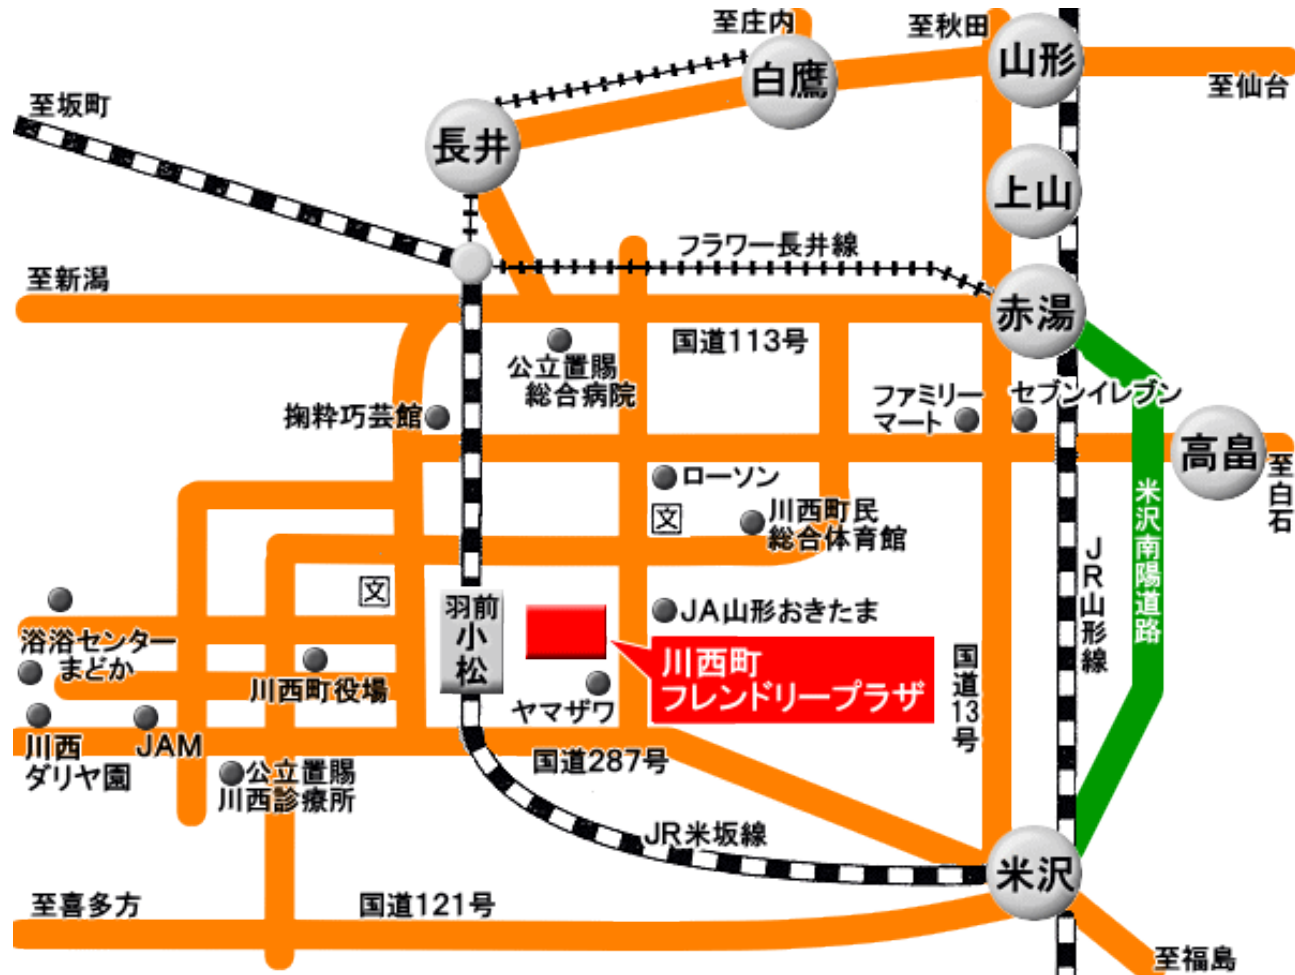 至庄内
至秋田
山形
白鷹
至仙台
至坂町
長井
上山
フラワー長井線
至新潟
赤湯
国道113号
公立置賜
総合病院
ファミリー
マート
セブンイレブン
掬粋巧芸館
高畠
至白石
ローソン
文
川西町民
総合体育館
米沢南陽道路
JR山形線
文
羽前
小松
JA山形おきたま
浴浴センター
まどか
川西町役場
川西町
フレンドリープラザ
国道13号
ヤマザワ
川西
ダリヤ園
JAM
国道287号
公立置賜
川西診療所
JR米坂線
米沢
至喜多方
国道121号
至福島